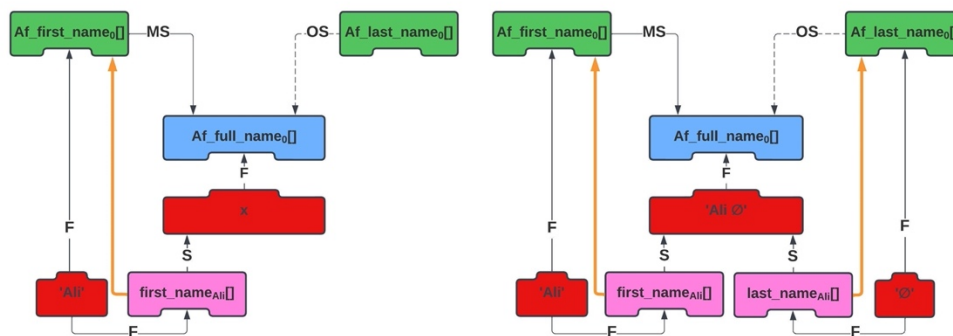 Af_first_name₀[]
MS
OS
Af_last_name₀[]
Af_full_name₀[]
F
x
F
S
'Ali'
first_nameAli[]
F
Af_first_name₀[]
MS
OS
Af_last_name₀[]
Af_full_name₀[]
F
'Ali ∅'
F
F
S
S
'Ali'
first_nameAli[]
last_nameAli[]
'∅'
F
F